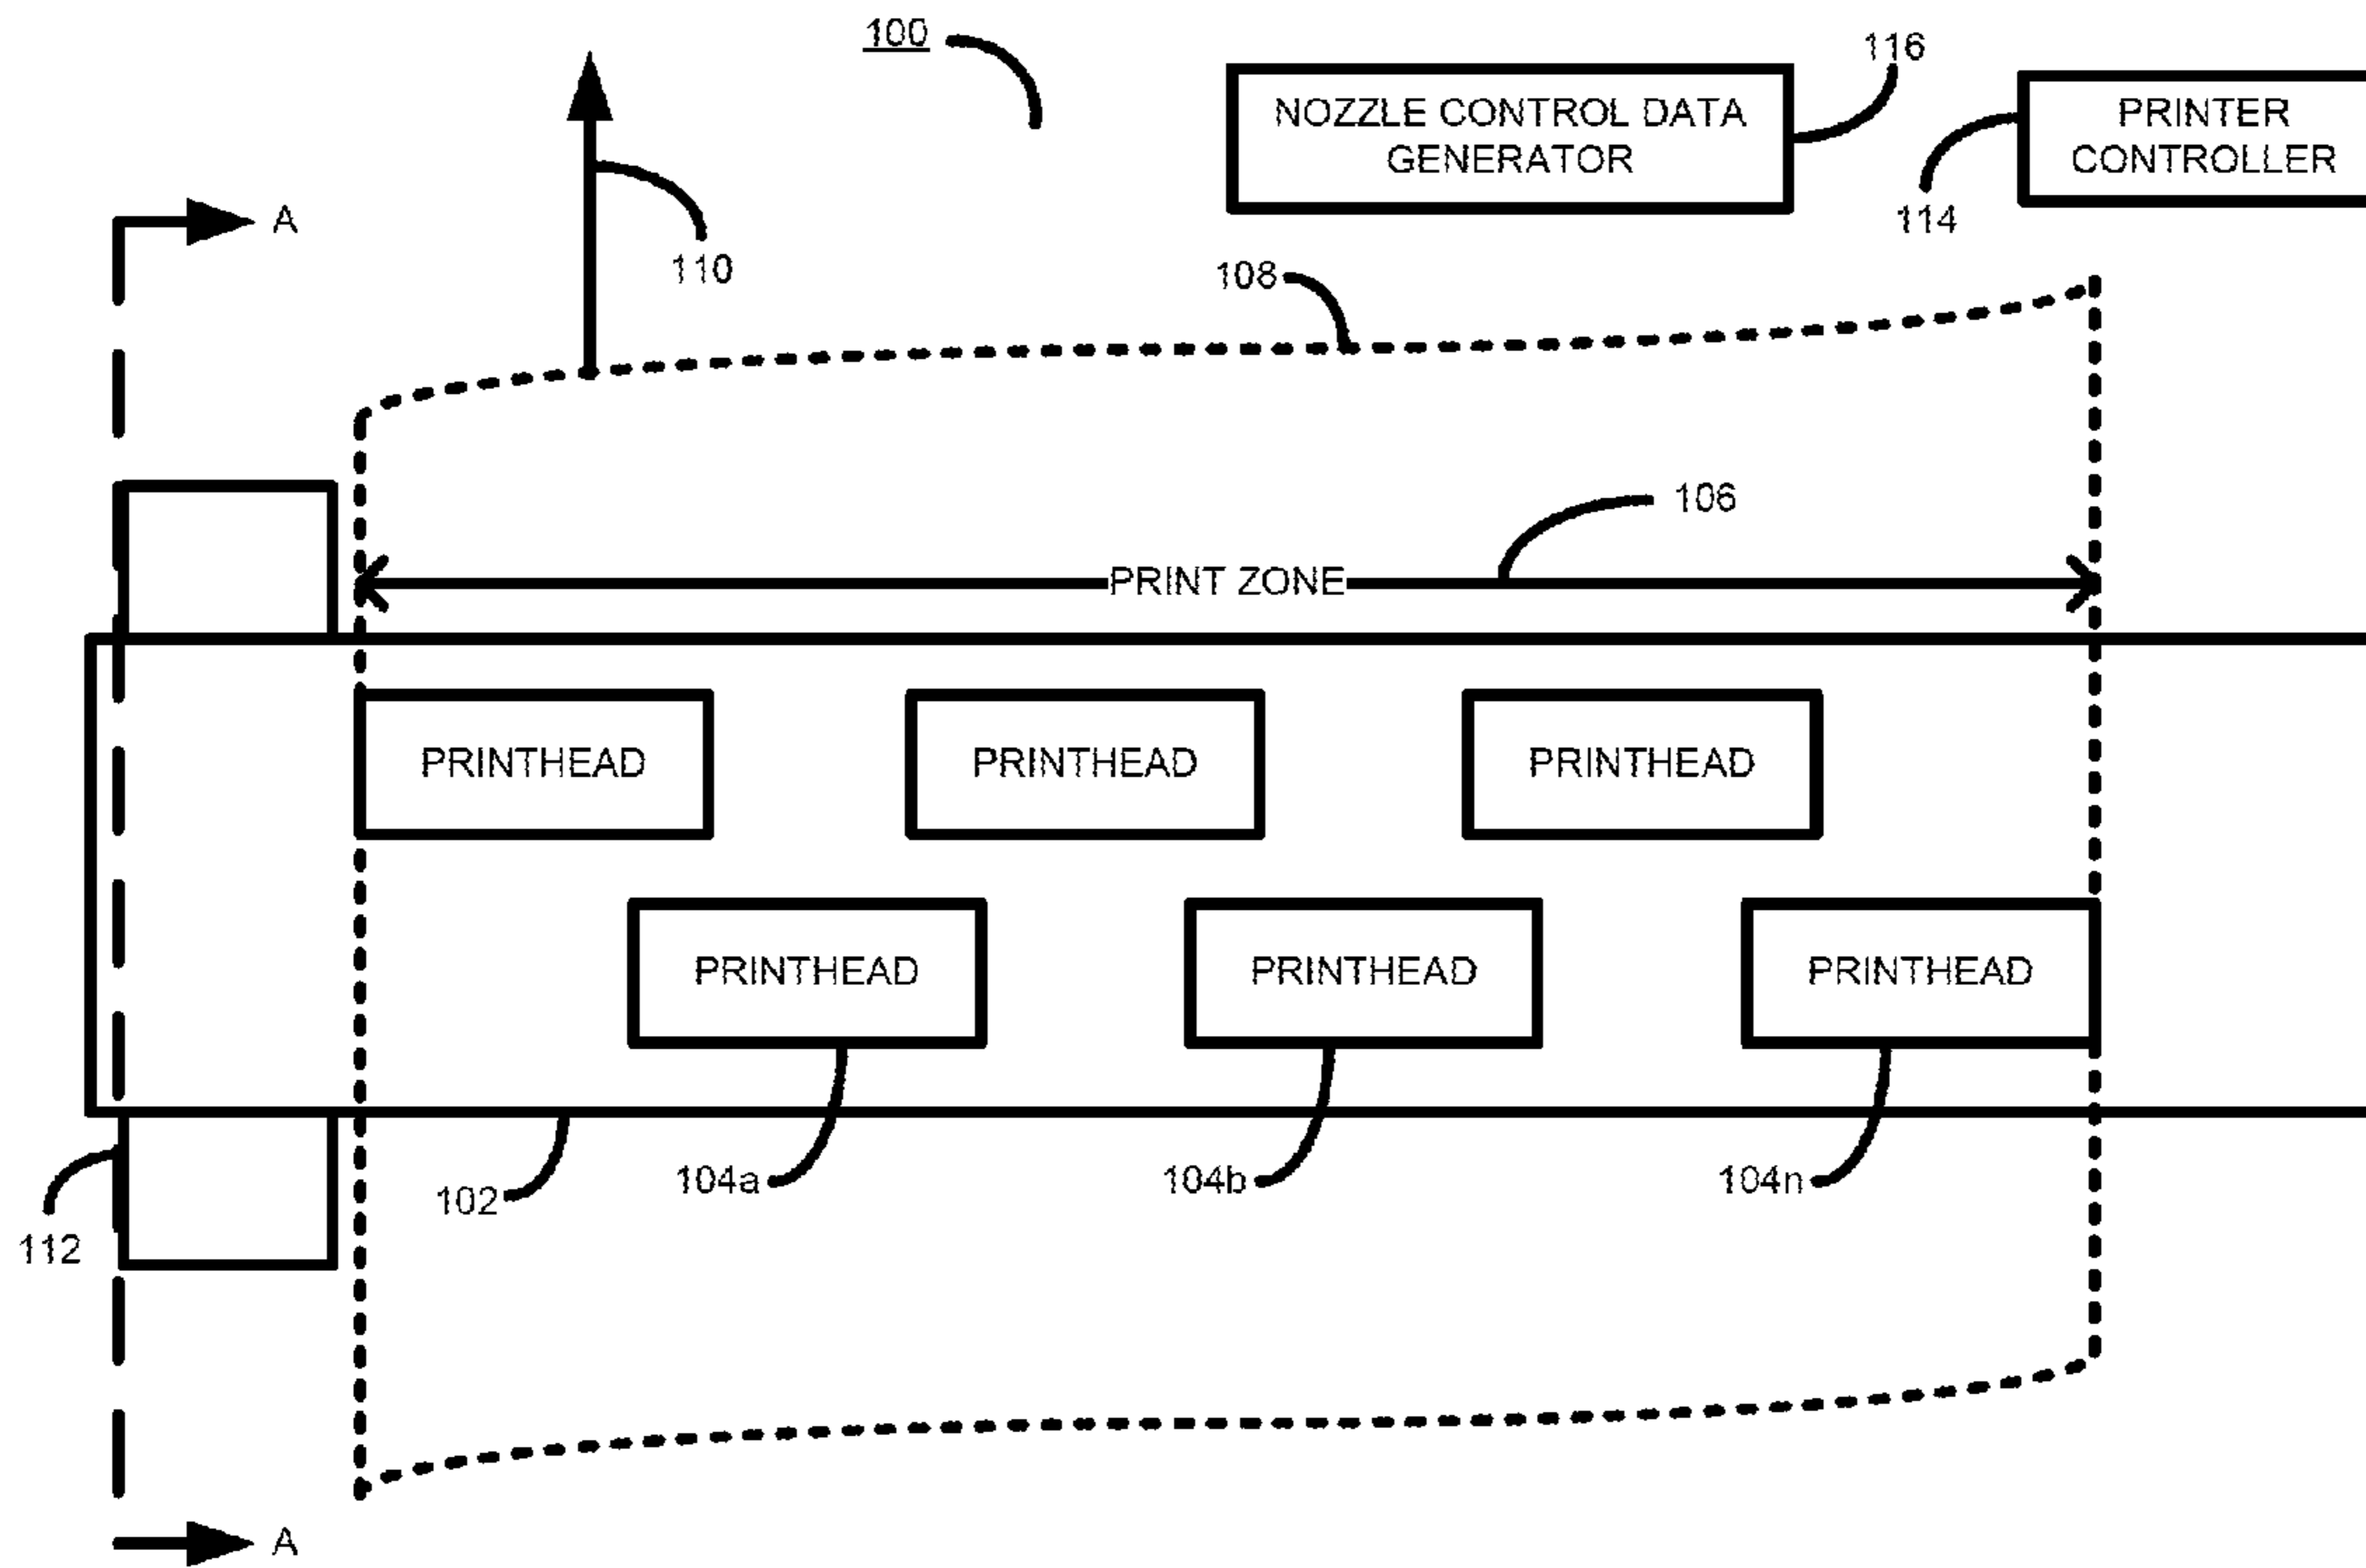 100
116
NOZZLE CONTROL DATA
GENERATOR
PRINTER
CONTROLLER
A
110
108
114
106
PRINT ZONE
PRINTHEAD
PRINTHEAD
PRINTHEAD
PRINTHEAD
PRINTHEAD
PRINTHEAD
112
102
104a
104b
104n
A